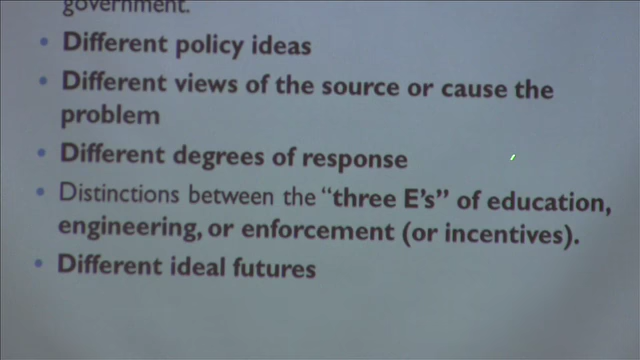 government.
• Different policy ideas
• Different views of the source or cause the
problem
• Different degrees of response
• Distinctions between the “three E’s” of education,
engineering, or enforcement (or incentives).
• Different ideal futures